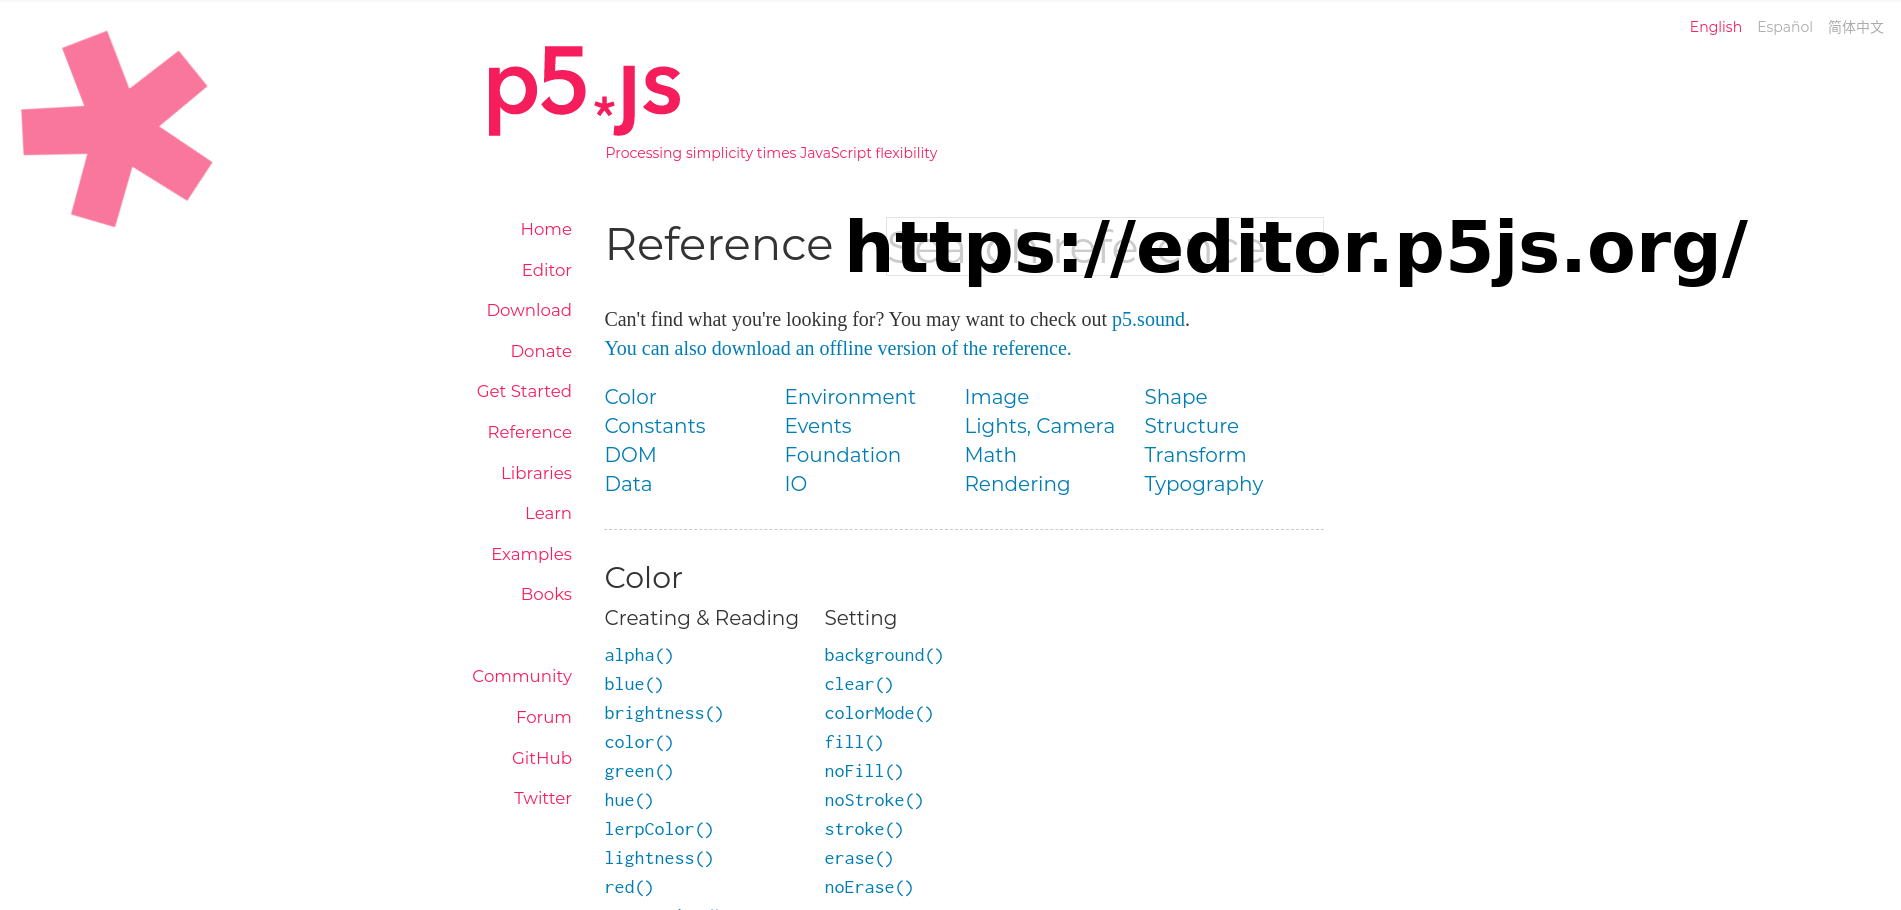 English Español 简体中文
p5*js
Processing simplicity times JavaScript flexibility
Home
Editor
Download
Donate
Get Started
Reference
Libraries
Learn
Examples
Books
Community
Forum
GitHub
Twitter
Reference
Search reference
https://editor.p5js.org/
Can't find what you're looking for? You may want to check out p5.sound.
You can also download an offline version of the reference.
Color
Constants
DOM
Data
Environment
Events
Foundation
IO
Image
Lights, Camera
Math
Rendering
Shape
Structure
Transform
Typography
Color
Creating & Reading
alpha()
blue()
brightness()
color()
green()
hue()
lerpColor()
lightness()
red()
Setting
background()
clear()
colorMode()
fill()
noFill()
noStroke()
stroke()
erase()
noErase()